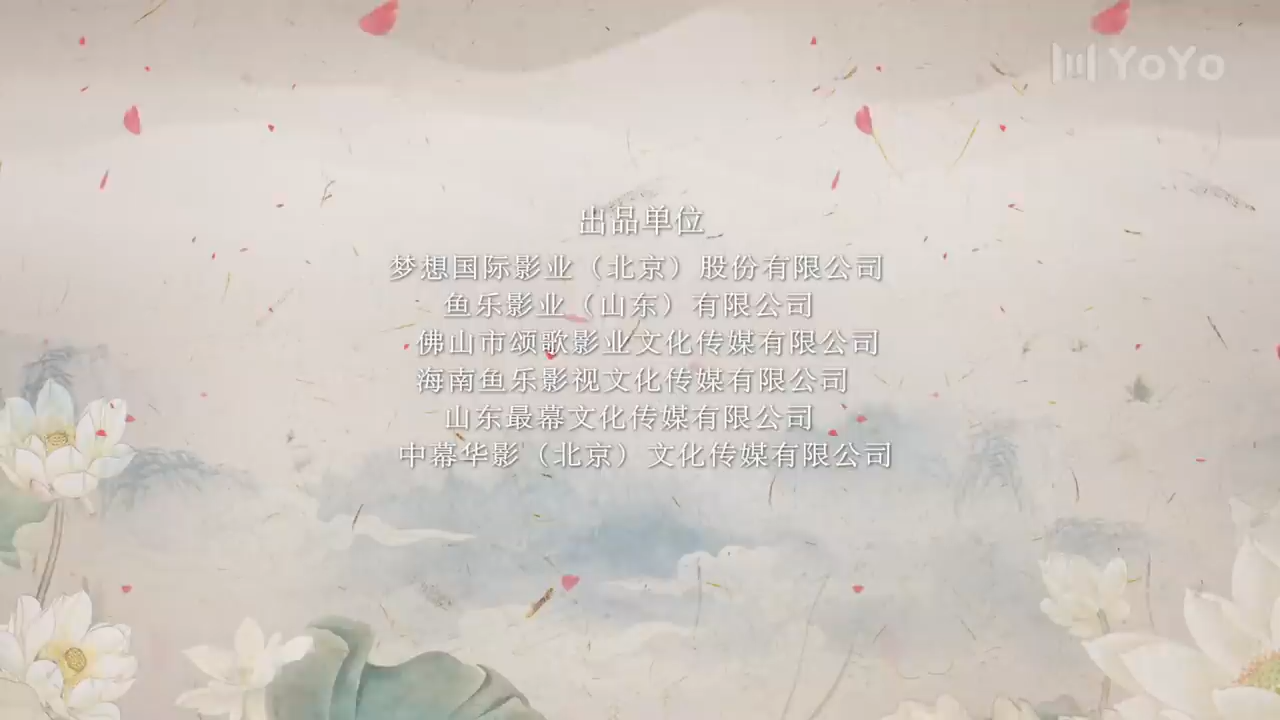 YoYo
出品单位
梦想国际影业（北京）股份有限公司
鱼乐影业（山东）有限公司
佛山市颂歌影业文化传媒有限公司
海南鱼乐影视文化传媒有限公司
山东最幕文化传媒有限公司
中幕华影（北京）文化传媒有限公司